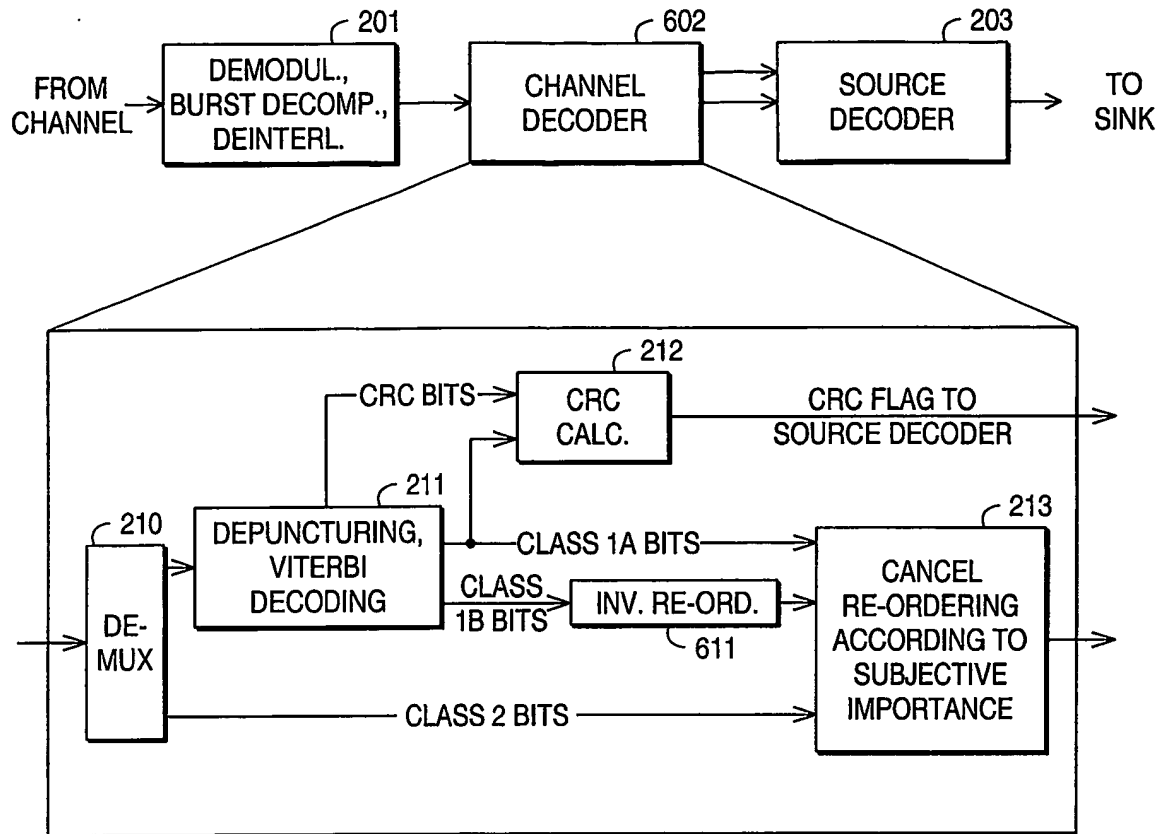 201
602
203
FROM
CHANNEL
DEMODUL.,
BURST DECOMP.,
DEINTERL.
CHANNEL
DECODER
SOURCE
DECODER
TO
SINK
212
CRC BITS
CRC
CALC.
CRC FLAG TO
SOURCE DECODER
210
211
213
DE-
MUX
DEPUNCTURING,
VITERBI
DECODING
CLASS 1A BITS
CLASS
1B BITS
INV. RE-ORD.
611
CLASS 2 BITS
CANCEL
RE-ORDERING
ACCORDING TO
SUBJECTIVE
IMPORTANCE